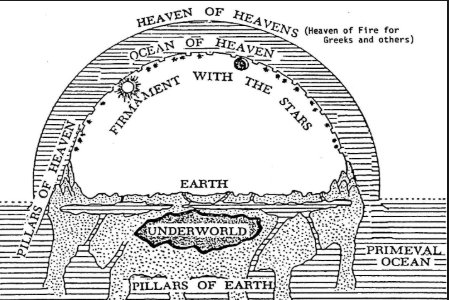 HEAVEN OF HEAVENS
(Heaven of Fire for
Greeks and others)
OCEAN OF HEAVEN
FIRMAMENT WITH THE STARS
PILLARS OF HEAVEN
EARTH
UNDERWORLD
PRIMEVAL
OCEAN
PILLARS OF EARTH